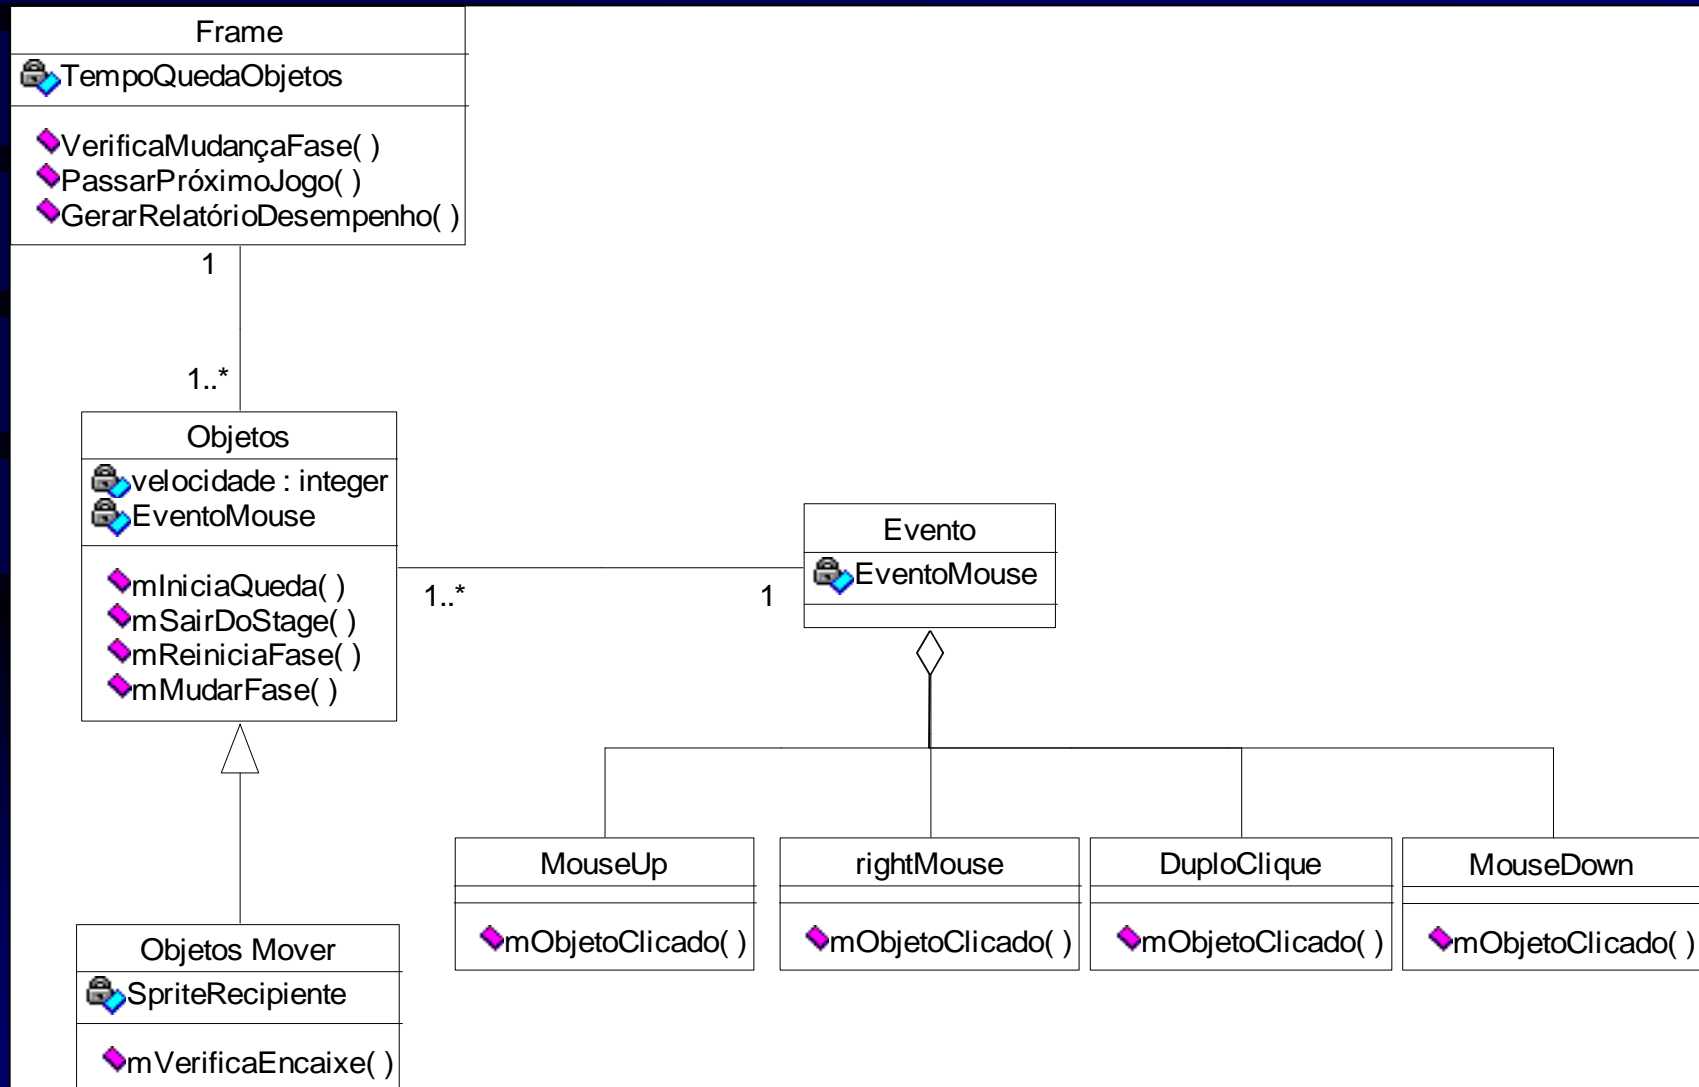 Frame
TempoQuedaObjetos
VerificaMudançaFase( )
PassarPróximoJogo( )
GerarRelatórioDesempenho( )
1
1..*
Objetos
velocidade : integer
EventoMouse
mIniciaQueda( )
mSairDoStage( )
mReiniciaFase( )
mMudarFase( )
1..*
1
Evento
EventoMouse
MouseUp
mObjetoClicado( )
rightMouse
mObjetoClicado( )
DuploClique
mObjetoClicado( )
MouseDown
mObjetoClicado( )
Objetos Mover
SpriteRecipiente
mVerificaEncaixe( )